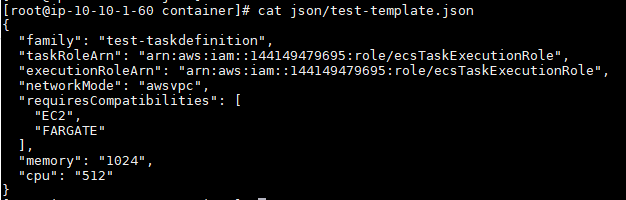 [root@ip-10-10-1-60 container]# cat json/test-template.json
{
  "family": "test-taskdefinition",
  "taskRoleArn": "arn:aws:iam::144149479695:role/ecsTaskExecutionRole",
  "executionRoleArn": "arn:aws:iam::144149479695:role/ecsTaskExecutionRole",
  "networkMode": "awsvpc",
  "requiresCompatibilities": [
    "EC2",
    "FARGATE"
  ],
  "memory": "1024",
  "cpu": "512"
}